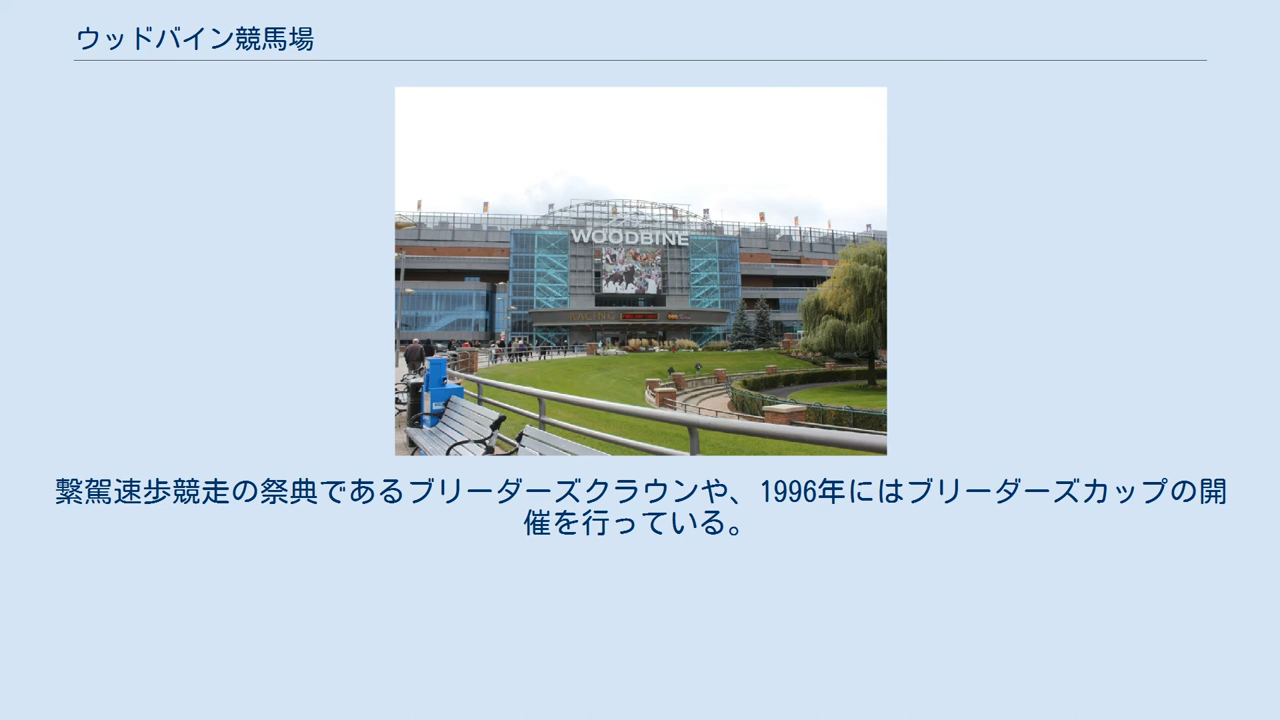 ウッドバイン競馬場
WOODBINE
RACING
繋駕速歩競走の祭典であるブリーダーズクラウンや、1996年にはブリーダーズカップの開
催を行っている。